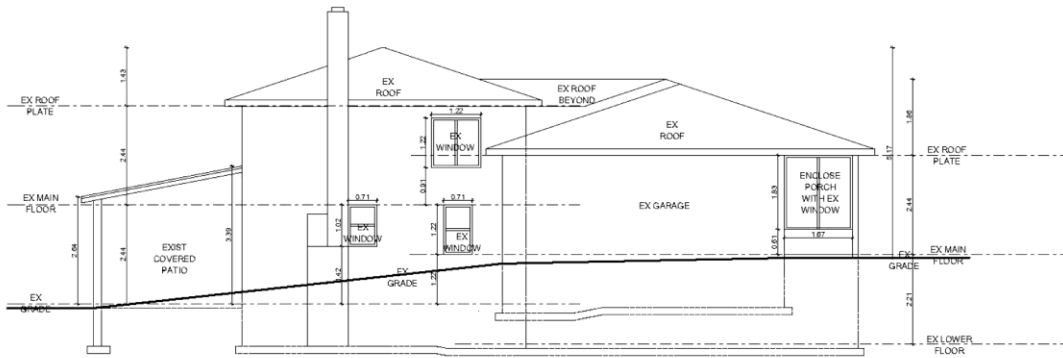 EX ROOF
PLATE
EX MAIN
FLOOR
EX
GRADE
1.43
2.44
2.44
2.64
3.39
EXIST
COVERED
PATIO
EX
ROOF
1.22
1.22
EX
WINDOW
0.91
0.71
1.02
EX
WINDOW
0.42
0.71
1.22
EX
WINDOW
1.22
EX
GRADE
EX ROOF
BEYOND
EX
ROOF
EX GARAGE
1.83
0.61
ENCLOSE
PORCH
WITH EX
WINDOW
1.67
5.17
1.86
2.44
2.21
EX ROOF
PLATE
EX MAIN
FLOOR
EX
GRADE
EX LOWER
FLOOR